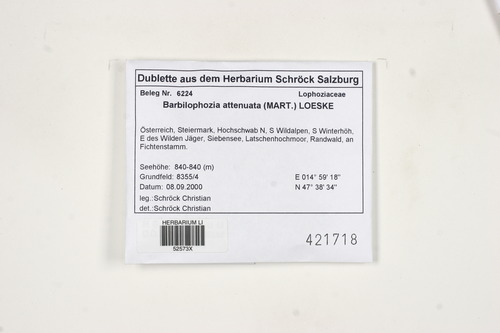 Dublette aus dem Herbarium Schröck Salzburg
Beleg Nr. 6224 Lophoziaceae
Barbilophozia attenuata (MART.) LOESKE
Österreich, Steiermark, Hochschwab N, S Wildalpen, S Winterhöh,
E des Wilden Jäger, Siebensee, Latschenhochmoor, Randwald, an
Fichtenstamm.
Seehöhe: 840-840 (m)
Grundfeld: 8355/4 E 014° 59' 18"
Datum: 08.09.2000 N 47° 38' 34"
leg.:Schröck Christian
det.:Schröck Christian
HERBARIUM LI
52573X
421718